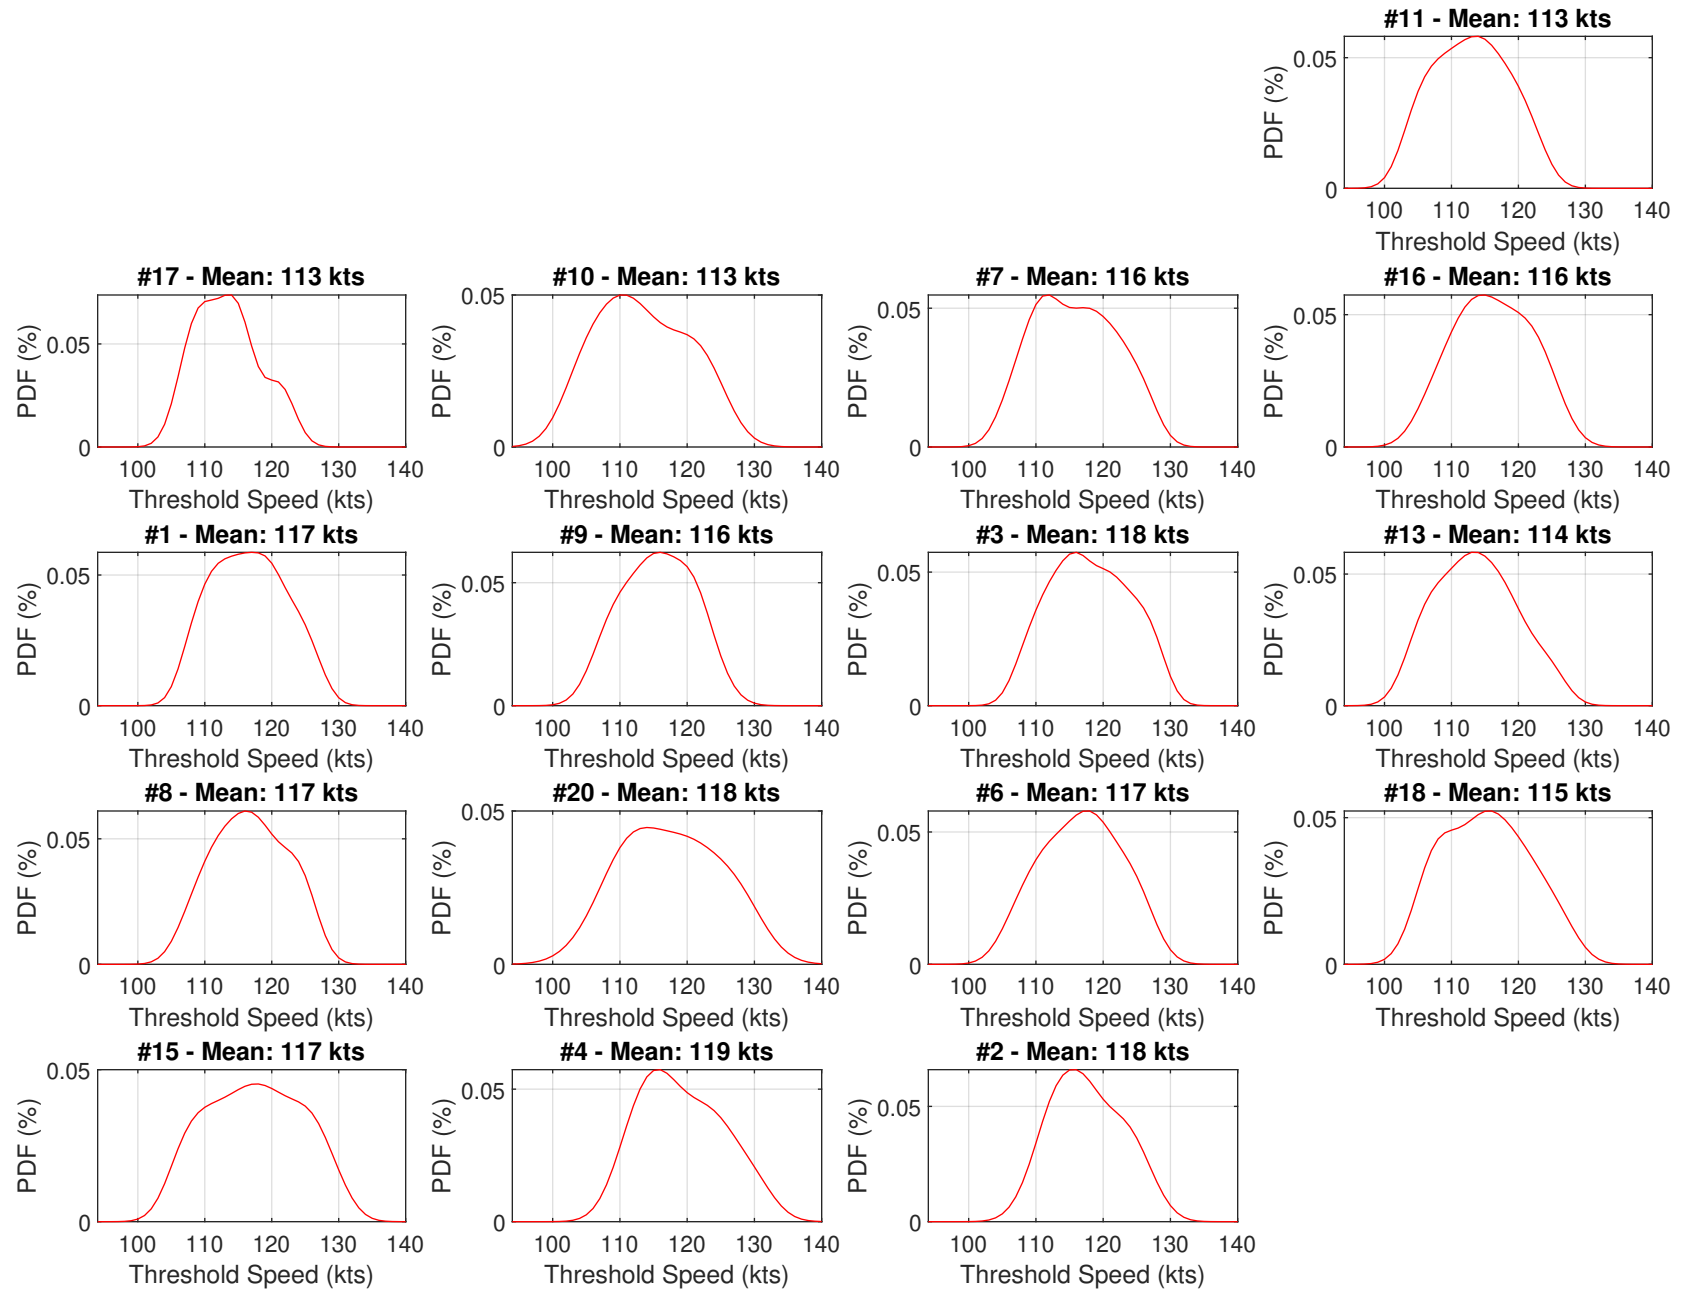 #11 - Mean: 113 kts
PDF (%)
0.05
0
100 110 120 130 140
Threshold Speed (kts)
#17 - Mean: 113 kts
PDF (%)
0.05
0
100 110 120 130 140
Threshold Speed (kts)
#10 - Mean: 113 kts
PDF (%)
0.05
0
100 110 120 130 140
Threshold Speed (kts)
#7 - Mean: 116 kts
PDF (%)
0.05
0
100 110 120 130 140
Threshold Speed (kts)
#16 - Mean: 116 kts
PDF (%)
0.05
0
100 110 120 130 140
Threshold Speed (kts)
#1 - Mean: 117 kts
PDF (%)
0.05
0
100 110 120 130 140
Threshold Speed (kts)
#9 - Mean: 116 kts
PDF (%)
0.05
0
100 110 120 130 140
Threshold Speed (kts)
#3 - Mean: 118 kts
PDF (%)
0.05
0
100 110 120 130 140
Threshold Speed (kts)
#13 - Mean: 114 kts
PDF (%)
0.05
0
100 110 120 130 140
Threshold Speed (kts)
#8 - Mean: 117 kts
PDF (%)
0.05
0
100 110 120 130 140
Threshold Speed (kts)
#20 - Mean: 118 kts
PDF (%)
0.05
0
100 110 120 130 140
Threshold Speed (kts)
#6 - Mean: 117 kts
PDF (%)
0.05
0
100 110 120 130 140
Threshold Speed (kts)
#18 - Mean: 115 kts
PDF (%)
0.05
0
100 110 120 130 140
Threshold Speed (kts)
#15 - Mean: 117 kts
PDF (%)
0.05
0
100 110 120 130 140
Threshold Speed (kts)
#4 - Mean: 119 kts
PDF (%)
0.05
0
100 110 120 130 140
Threshold Speed (kts)
#2 - Mean: 118 kts
PDF (%)
0.05
0
100 110 120 130 140
Threshold Speed (kts)